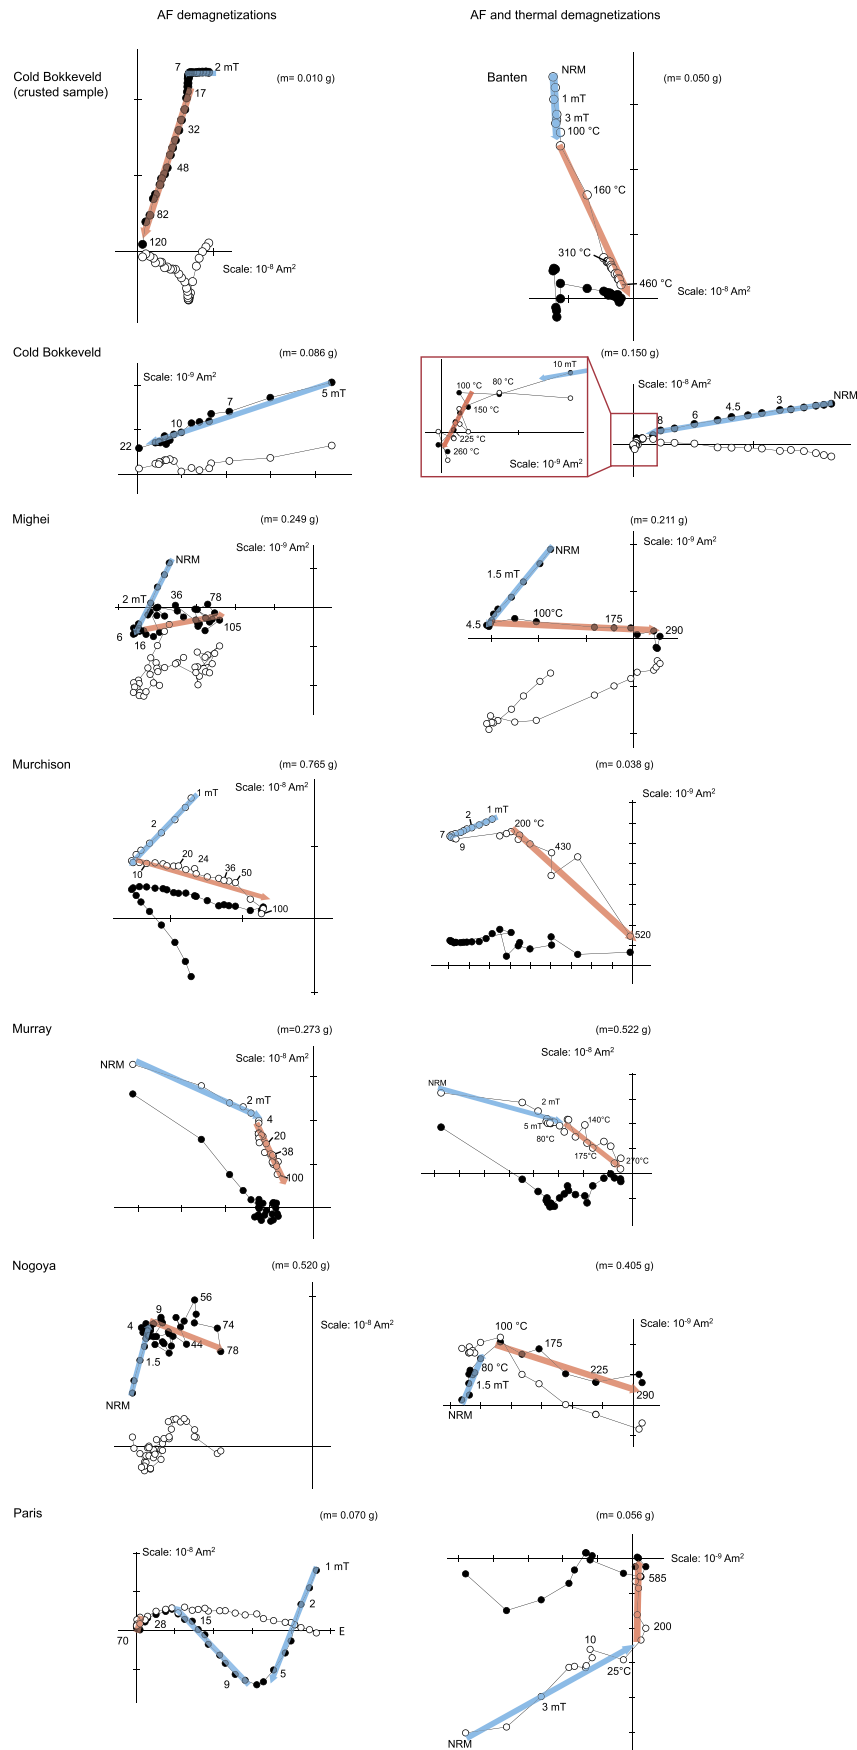 AF demagnetizations
AF and thermal demagnetizations
Cold Bokkeveld
(crusted sample)
(m= 0.010 g)
7
2 mT
17
32
48
82
120
Scale: 10-8 Am2
Banten
(m= 0.050 g)
NRM
1 mT
3 mT
100 °C
160 °C
310 °C
460 °C
Scale: 10-8 Am2
Cold Bokkeveld
(m= 0.086 g)
Scale: 10-9 Am2
7
5 mT
10
22
(m= 0.150 g)
10 mT
100 °C
80 °C
150 °C
225 °C
260 °C
Scale: 10-9 Am2
Scale: 10-8 Am2
NRM
3
4.5
6
8
Mighei
(m= 0.249 g)
Scale: 10-9 Am2
NRM
2 mT
36
78
105
6
16
(m= 0.211 g)
Scale: 10-9 Am2
NRM
1.5 mT
100°C
175
4.5
290
Murchison
(m= 0.765 g)
Scale: 10-8 Am2
1 mT
2
20
24
36
50
10
100
(m= 0.038 g)
Scale: 10-9 Am2
1 mT
2
200 °C
7
9
430
520
Murray
(m=0.273 g)
Scale: 10-8 Am2
NRM
2 mT
4
20
38
100
(m=0.522 g)
Scale: 10-8 Am2
NRM
2 mT
5 mT
140°C
80°C
175°C
270°C
Nogoya
(m= 0.520 g)
56
9
4
74
Scale: 10-8 Am2
44
78
1.5
NRM
(m= 0.405 g)
Scale: 10-9 Am2
100 °C
175
80 °C
225
1.5 mT
290
NRM
Paris
(m= 0.070 g)
Scale: 10-8 Am2
1 mT
2
15
28
E
70
5
9
(m= 0.056 g)
Scale: 10-9 Am2
585
200
10
25°C
3 mT
NRM